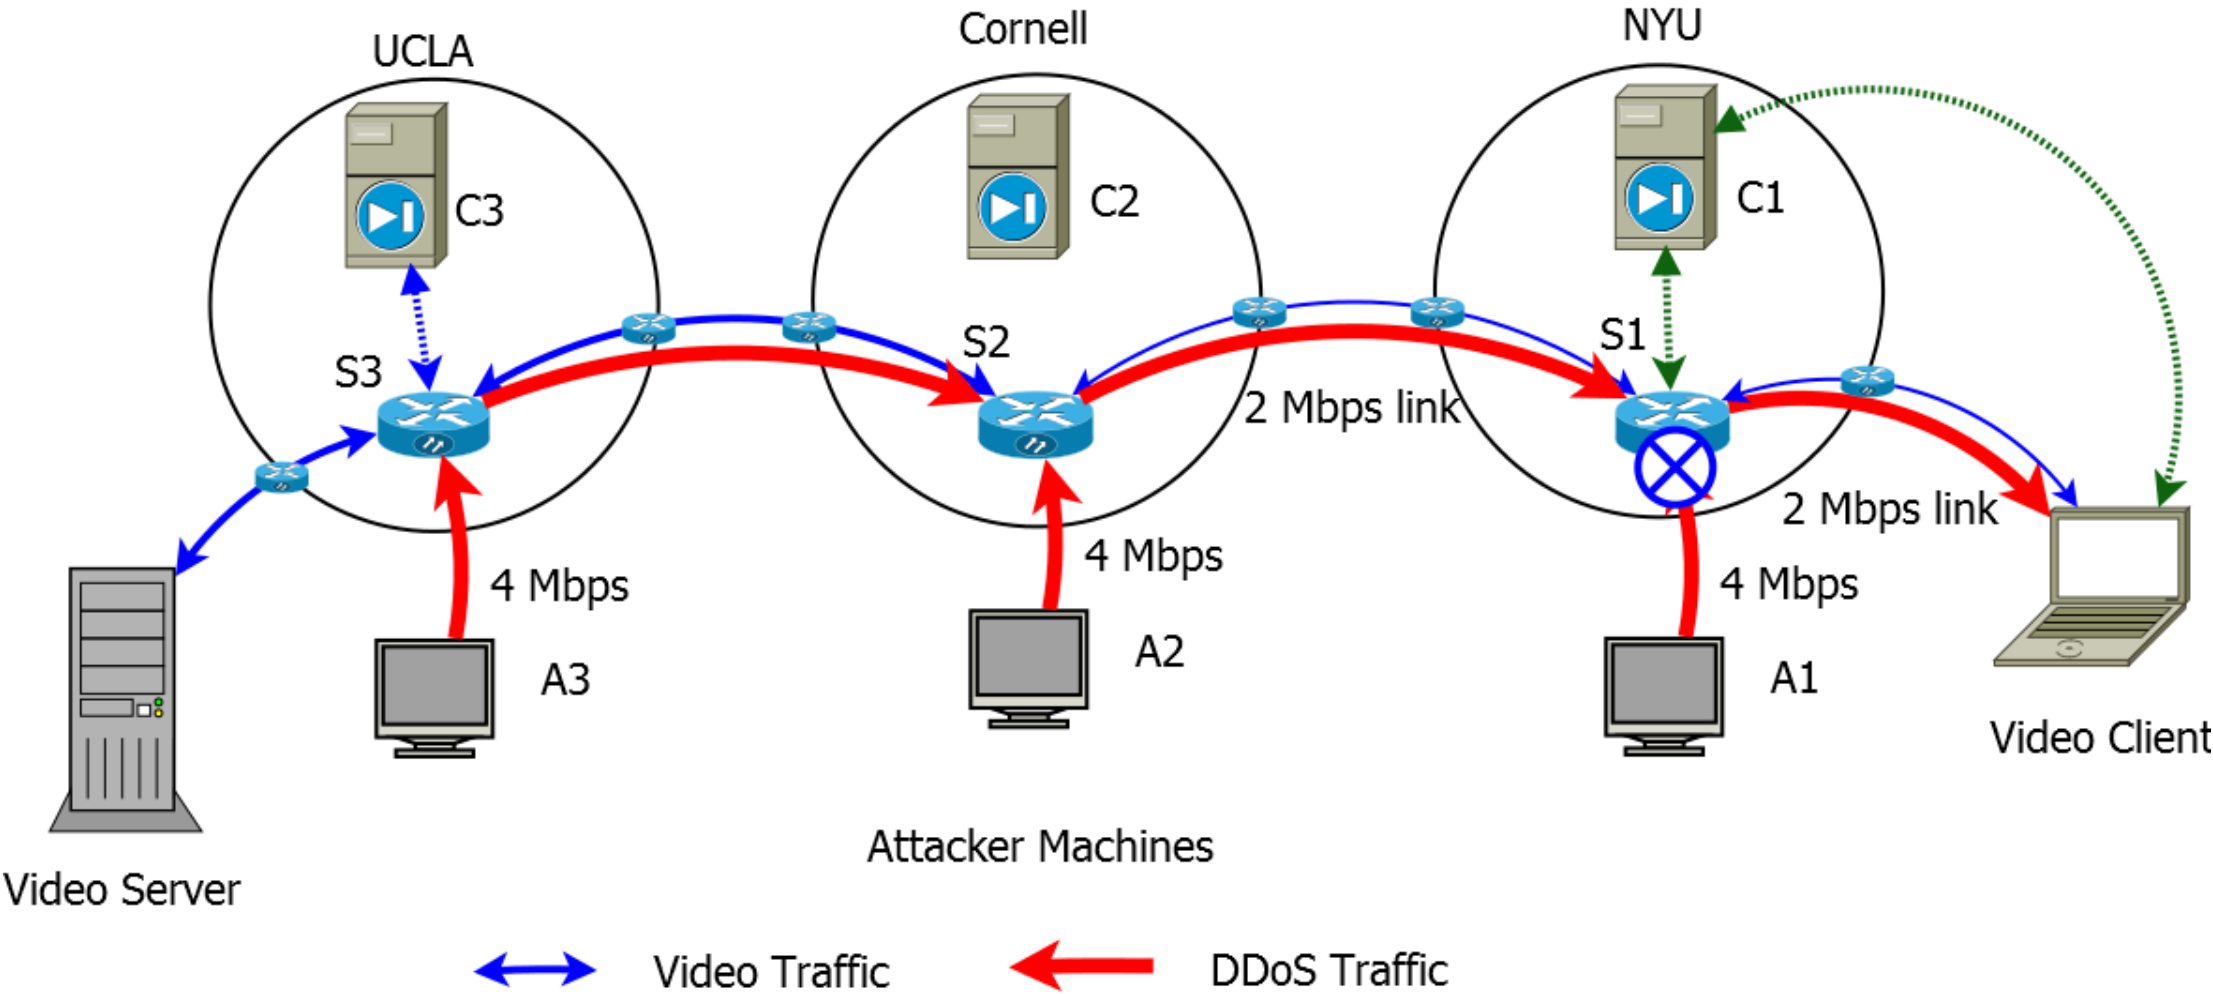 UCLA
Cornell
NYU
C3
C2
C1
S3
S2
S1
2 Mbps link
2 Mbps link
4 Mbps
4 Mbps
4 Mbps
A3
A2
A1
Video Client
Attacker Machines
Video Server
Video Traffic
DDoS Traffic